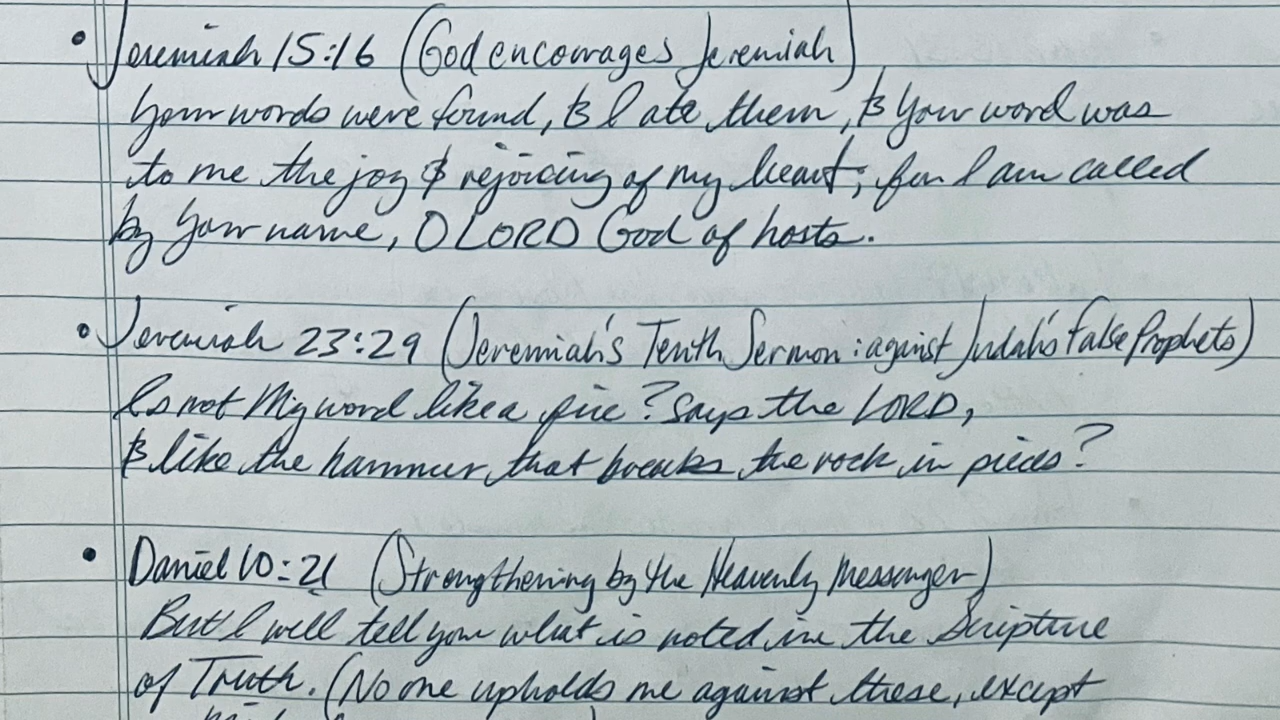 • Jeremiah 15:16 (God encourages Jeremiah)
Your words were found, & I ate them, & Your word was
to me the joy & rejoicing of my heart; for I am called
by Your name, O LORD God of hosts.
• Jeremiah 23:29 (Jeremiah's Tenth Sermon: against Judah's False Prophets)
Is not My word like a fire? says the LORD,
& like the hammer that breaks the rock in pieces?
• Daniel 10:21 (Strengthening by the Heavenly Messenger)
But I will tell you what is noted in the Scripture
of Truth. (No one upholds me against these, except